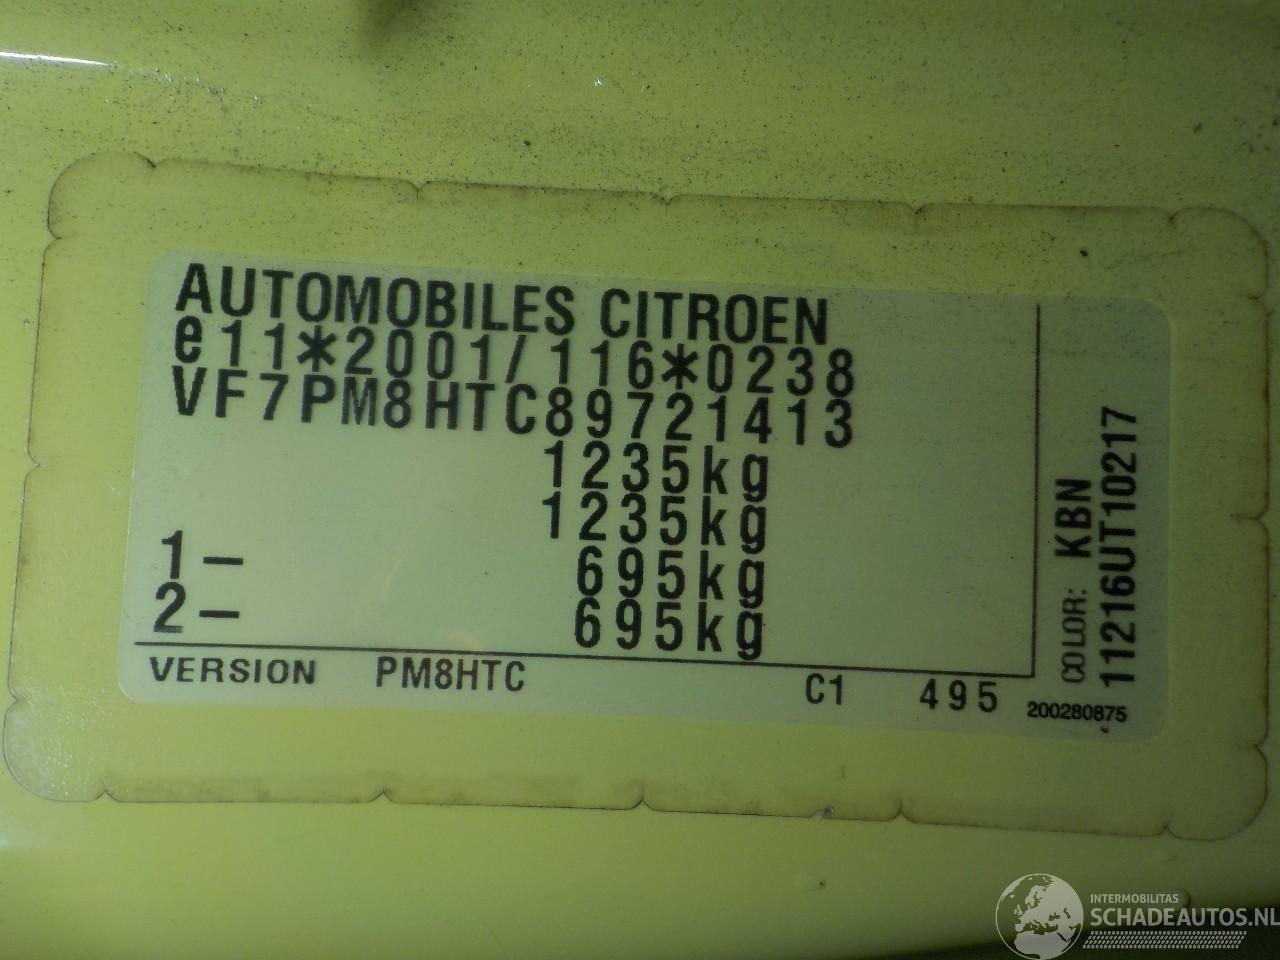 AUTOMOBILES CITROEN
e11*2001/116*0238
VF7PM8HTC89721413
1235kg
1235kg
1- 695kg
2- 695kg
VERSION PM8HTC C1 495
COLOR: KBN
11216UT10217
200280875
INTERMOBILITAS
SCHADEAUTOS.NL